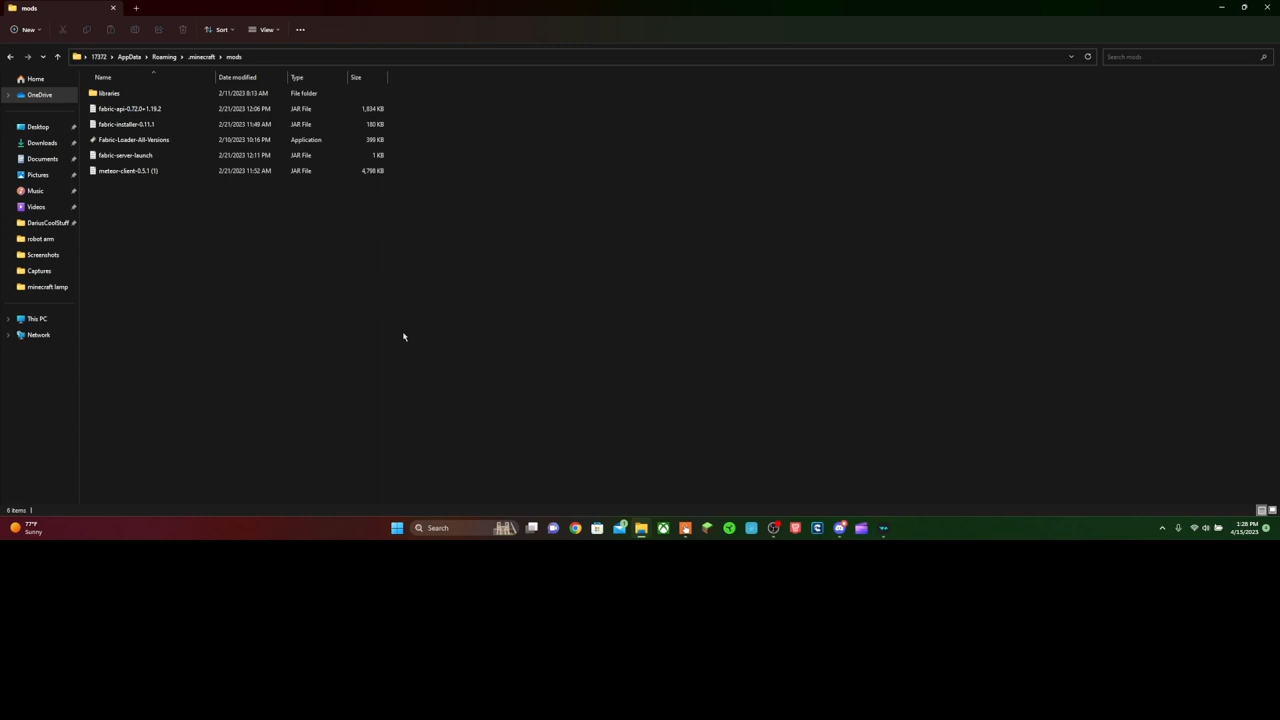 mods
New
Sort
View
17372 > AppData > Roaming > .minecraft > mods
Search mods
Name
Date modified
Type
Size
Home
OneDrive
Desktop
Downloads
Documents
Pictures
Music
Videos
DariusCoolStuff
robot arm
Screenshots
Captures
minecraft lamp
This PC
Network
libraries 2/11/2023 8:13 AM File folder
fabric-api-0.72.0+1.19.2 2/21/2023 12:06 PM JAR File 1,834 KB
fabric-installer-0.11.1 2/21/2023 11:49 AM JAR File 180 KB
Fabric-Loader-All-Versions 2/10/2023 10:16 PM Application 399 KB
fabric-server-launch 2/21/2023 12:11 PM JAR File 1 KB
meteor-client-0.5.1 (1) 2/21/2023 11:52 AM JAR File 4,798 KB
6 items
77°F
Sunny
Search
1:28 PM
4/15/2023